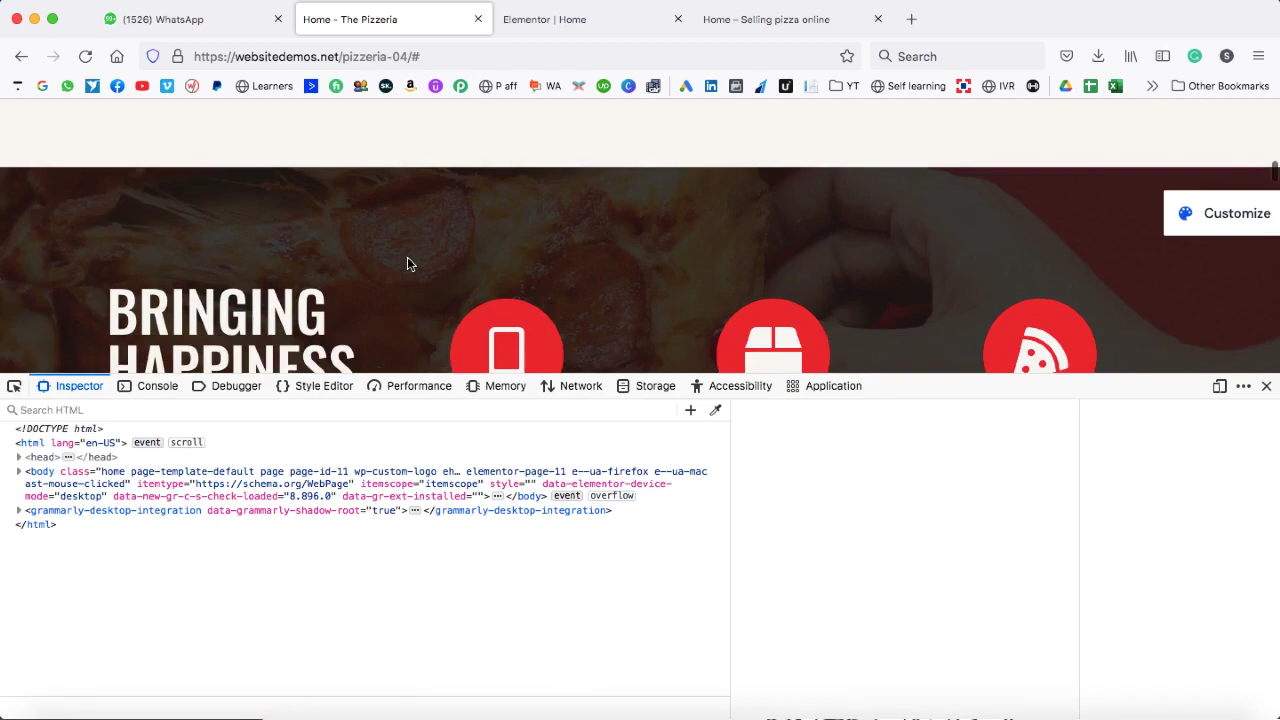 (1526) WhatsApp
Home - The Pizzeria
Elementor | Home
Home – Selling pizza online
https://websitedemos.net/pizzeria-04/#
Search
Learners
P aff
WA
YT
Self learning
IVR
Other Bookmarks
Customize
BRINGING
HAPPINESS
Inspector
Console
Debugger
Style Editor
Performance
Memory
Network
Storage
Accessibility
Application
Search HTML
<!DOCTYPE html>
<html lang="en-US"> event scroll
<head> ••• </head>
<body class="home page-template-default page page-id-11 wp-custom-logo eh… elementor-page-11 e--ua-firefox e--ua-mac
ast-mouse-clicked" itemtype="https://schema.org/WebPage" itemscope="itemscope" style="" data-elementor-device-
mode="desktop" data-new-gr-c-s-check-loaded="8.896.0" data-gr-ext-installed=""> ••• </body> event overflow
<grammarly-desktop-integration data-grammarly-shadow-root="true"> ••• </grammarly-desktop-integration>
</html>